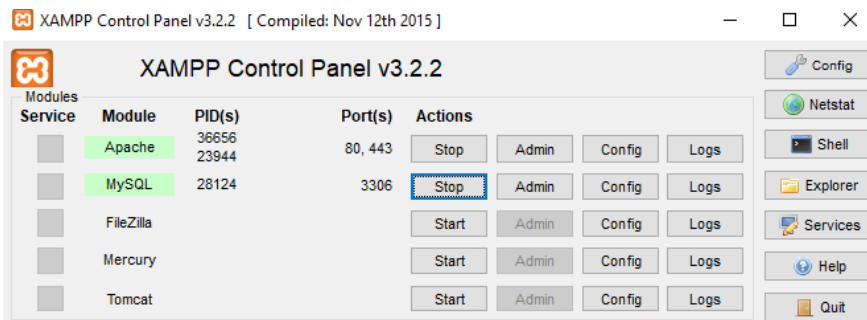 XAMPP Control Panel v3.2.2 [ Compiled: Nov 12th 2015 ]
XAMPP Control Panel v3.2.2
Config
Modules
Service Module PID(s) Port(s) Actions
Netstat
Apache 36656 23944 80, 443 Stop Admin Config Logs
Shell
MySQL 28124 3306 Stop Admin Config Logs
Explorer
FileZilla Start Admin Config Logs
Services
Mercury Start Admin Config Logs
Help
Tomcat Start Admin Config Logs
Quit